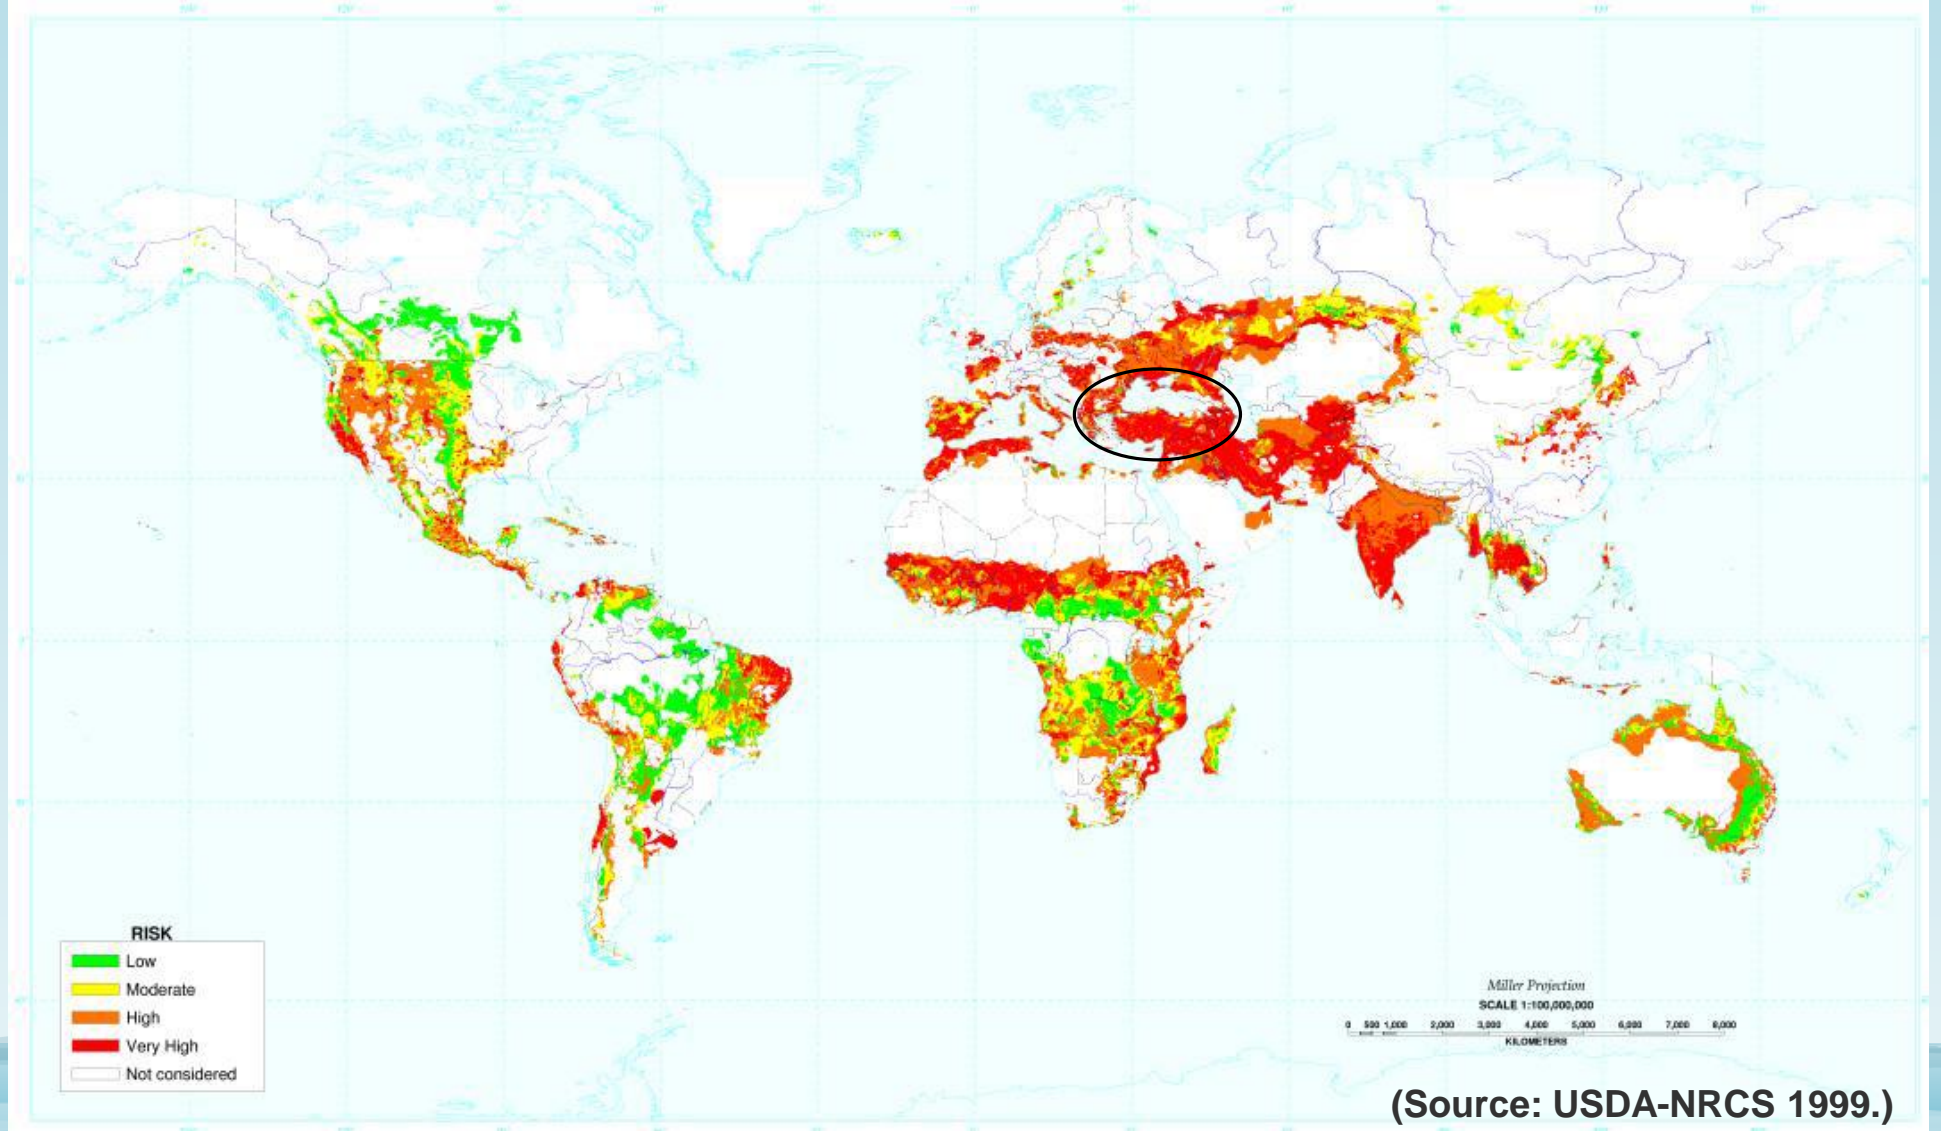 RISK
Low
Moderate
High
Very High
Not considered
Miller Projection
SCALE 1:100,000,000
0 500 1,000 2,000 3,000 4,000 5,000 6,000 7,000 8,000
KILOMETERS
(Source: USDA-NRCS 1999.)